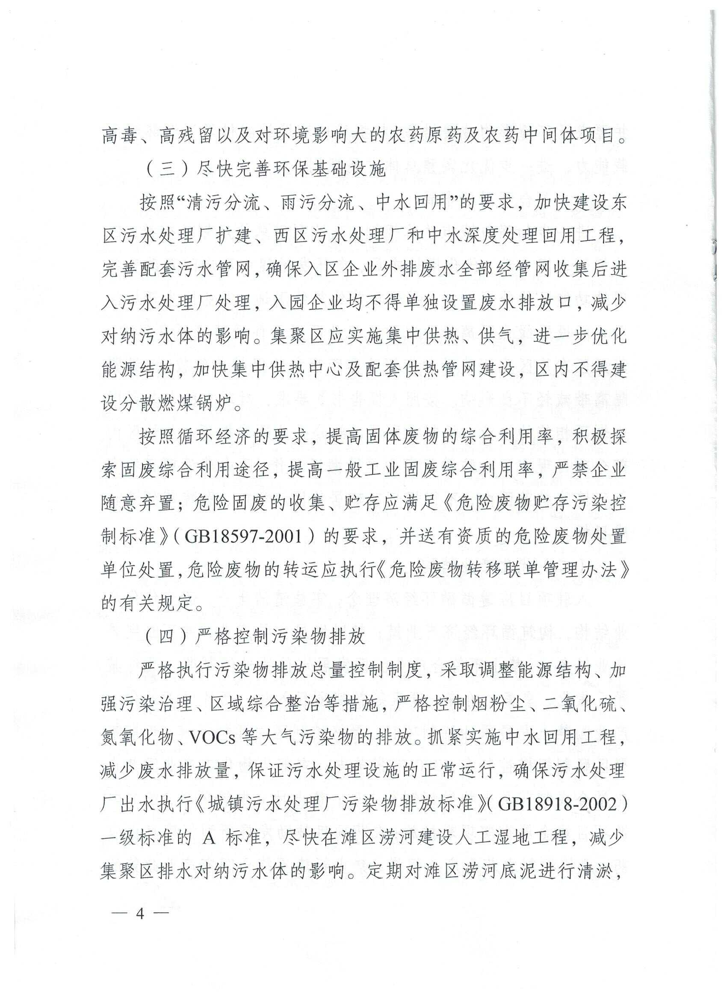 高毒、高残留以及对环境影响大的农药原药及农药中间体项目。
（三）尽快完善环保基础设施
按照“清污分流、雨污分流、中水回用”的要求，加快建设东
区污水处理厂扩建、西区污水处理厂和中水深度处理回用工程，
完善配套污水管网，确保入区企业外排废水全部经管网收集后进
入污水处理厂处理，入园企业均不得单独设置废水排放口，减少
对纳污水体的影响。集聚区应实施集中供热、供气，进一步优化
能源结构，加快集中供热中心及配套供热管网建设，区内不得建
设分散燃煤锅炉。
按照循环经济的要求，提高固体废物的综合利用率，积极探
索固废综合利用途径，提高一般工业固废综合利用率，严禁企业
随意弃置；危险固废的收集、贮存应满足《危险废物贮存污染控
制标准》（GB18597-2001）的要求，并送有资质的危险废物处置
单位处置，危险废物的转运应执行《危险废物转移联单管理办法》
的有关规定。
（四）严格控制污染物排放
严格执行污染物排放总量控制制度，采取调整能源结构、加
强污染治理、区域综合整治等措施，严格控制烟粉尘、二氧化硫、
氮氧化物、VOCs 等大气污染物的排放。抓紧实施中水回用工程，
减少废水排放量，保证污水处理设施的正常运行，确保污水处理
厂出水执行《城镇污水处理厂污染物排放标准》（GB18918-2002）
一级标准的 A 标准，尽快在滩区涝河建设人工湿地工程，减少
集聚区排水对纳污水体的影响。定期对滩区涝河底泥进行清淤，
— 4 —